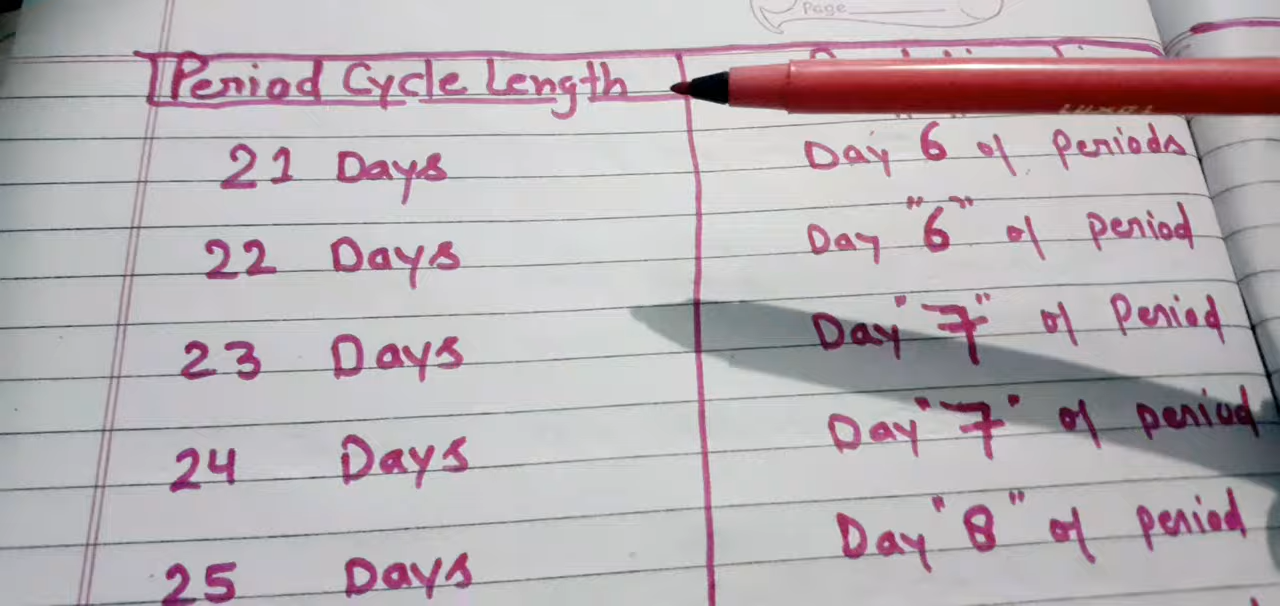 Page
Period Cycle Length
21 Days Day 6 of Periods
22 Days Day "6" of period
23 Days Day "7" of Period
24 Days Day "7" of period
25 Days Day "8" of period